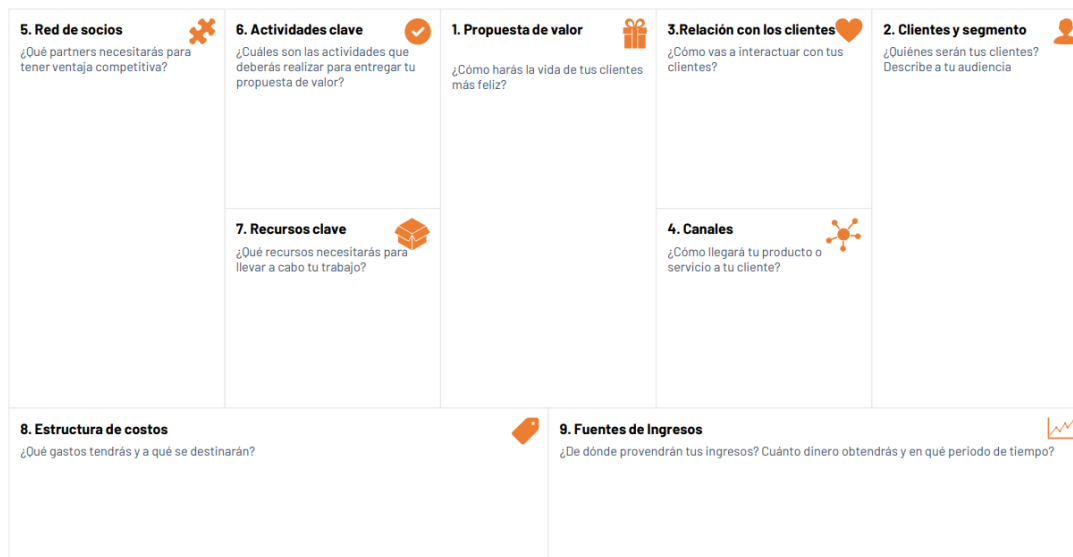 5. Red de socios
¿Qué partners necesitarás para
tener ventaja competitiva?
6. Actividades clave
¿Cuáles son las actividades que
deberás realizar para entregar tu
propuesta de valor?
1. Propuesta de valor
¿Cómo harás la vida de tus clientes
más feliz?
3.Relación con los clientes
¿Cómo vas a interactuar con tus
clientes?
2. Clientes y segmento
¿Quiénes serán tus clientes?
Describe a tu audiencia
7. Recursos clave
¿Qué recursos necesitarás para
llevar a cabo tu trabajo?
4. Canales
¿Cómo llegará tu producto o
servicio a tu cliente?
8. Estructura de costos
¿Qué gastos tendrás y a qué se destinarán?
9. Fuentes de Ingresos
¿De dónde provendrán tus ingresos? Cuánto dinero obtendrás y en qué periodo de tiempo?